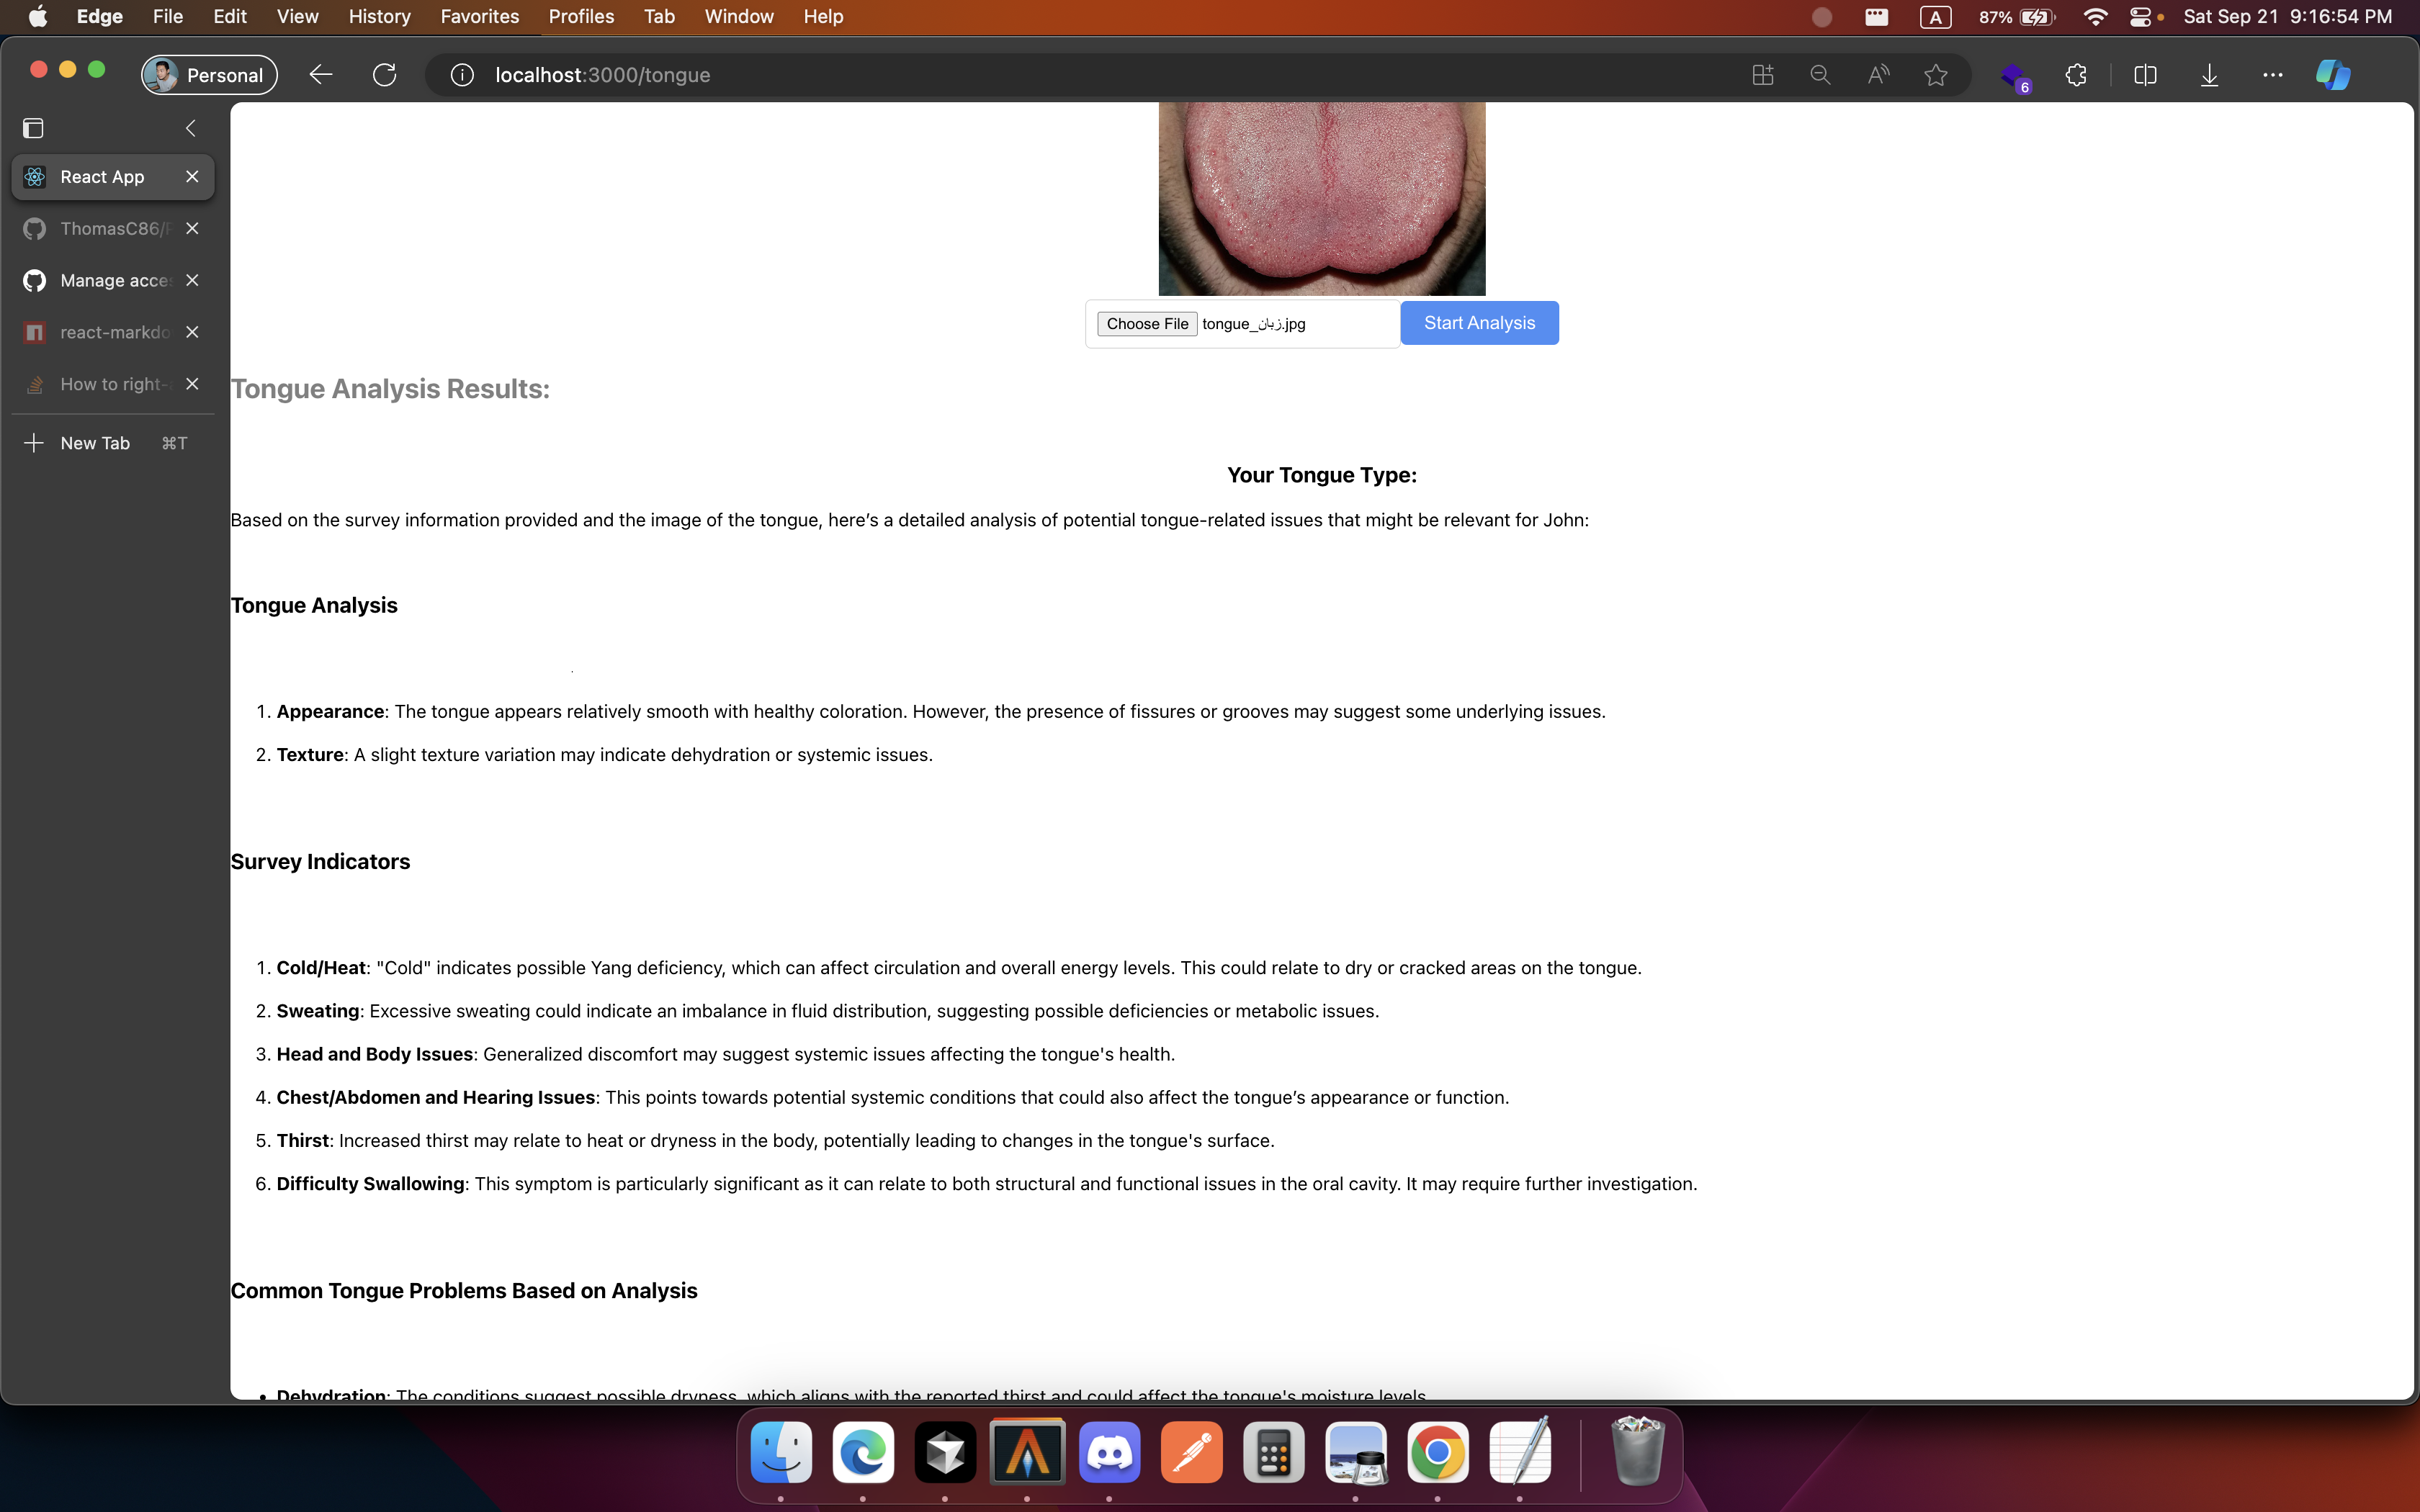 Edge File Edit View History Favorites Profiles Tab Window Help A 87% Sat Sep 21 9:16:54 PM
Personal localhost:3000/tongue 6
React App
ThomasC86/
Manage acce
react-markdo
How to right-
New Tab ⌘T
Choose File tongue_زبان.jpg Start Analysis
Tongue Analysis Results:
Your Tongue Type:
Based on the survey information provided and the image of the tongue, here’s a detailed analysis of potential tongue-related issues that might be relevant for John:
Tongue Analysis
1. Appearance: The tongue appears relatively smooth with healthy coloration. However, the presence of fissures or grooves may suggest some underlying issues.
2. Texture: A slight texture variation may indicate dehydration or systemic issues.
Survey Indicators
1. Cold/Heat: "Cold" indicates possible Yang deficiency, which can affect circulation and overall energy levels. This could relate to dry or cracked areas on the tongue.
2. Sweating: Excessive sweating could indicate an imbalance in fluid distribution, suggesting possible deficiencies or metabolic issues.
3. Head and Body Issues: Generalized discomfort may suggest systemic issues affecting the tongue's health.
4. Chest/Abdomen and Hearing Issues: This points towards potential systemic conditions that could also affect the tongue’s appearance or function.
5. Thirst: Increased thirst may relate to heat or dryness in the body, potentially leading to changes in the tongue's surface.
6. Difficulty Swallowing: This symptom is particularly significant as it can relate to both structural and functional issues in the oral cavity. It may require further investigation.
Common Tongue Problems Based on Analysis
• Dehydration: The conditions suggest possible dryness, which aligns with the reported thirst and could affect the tongue's moisture levels.